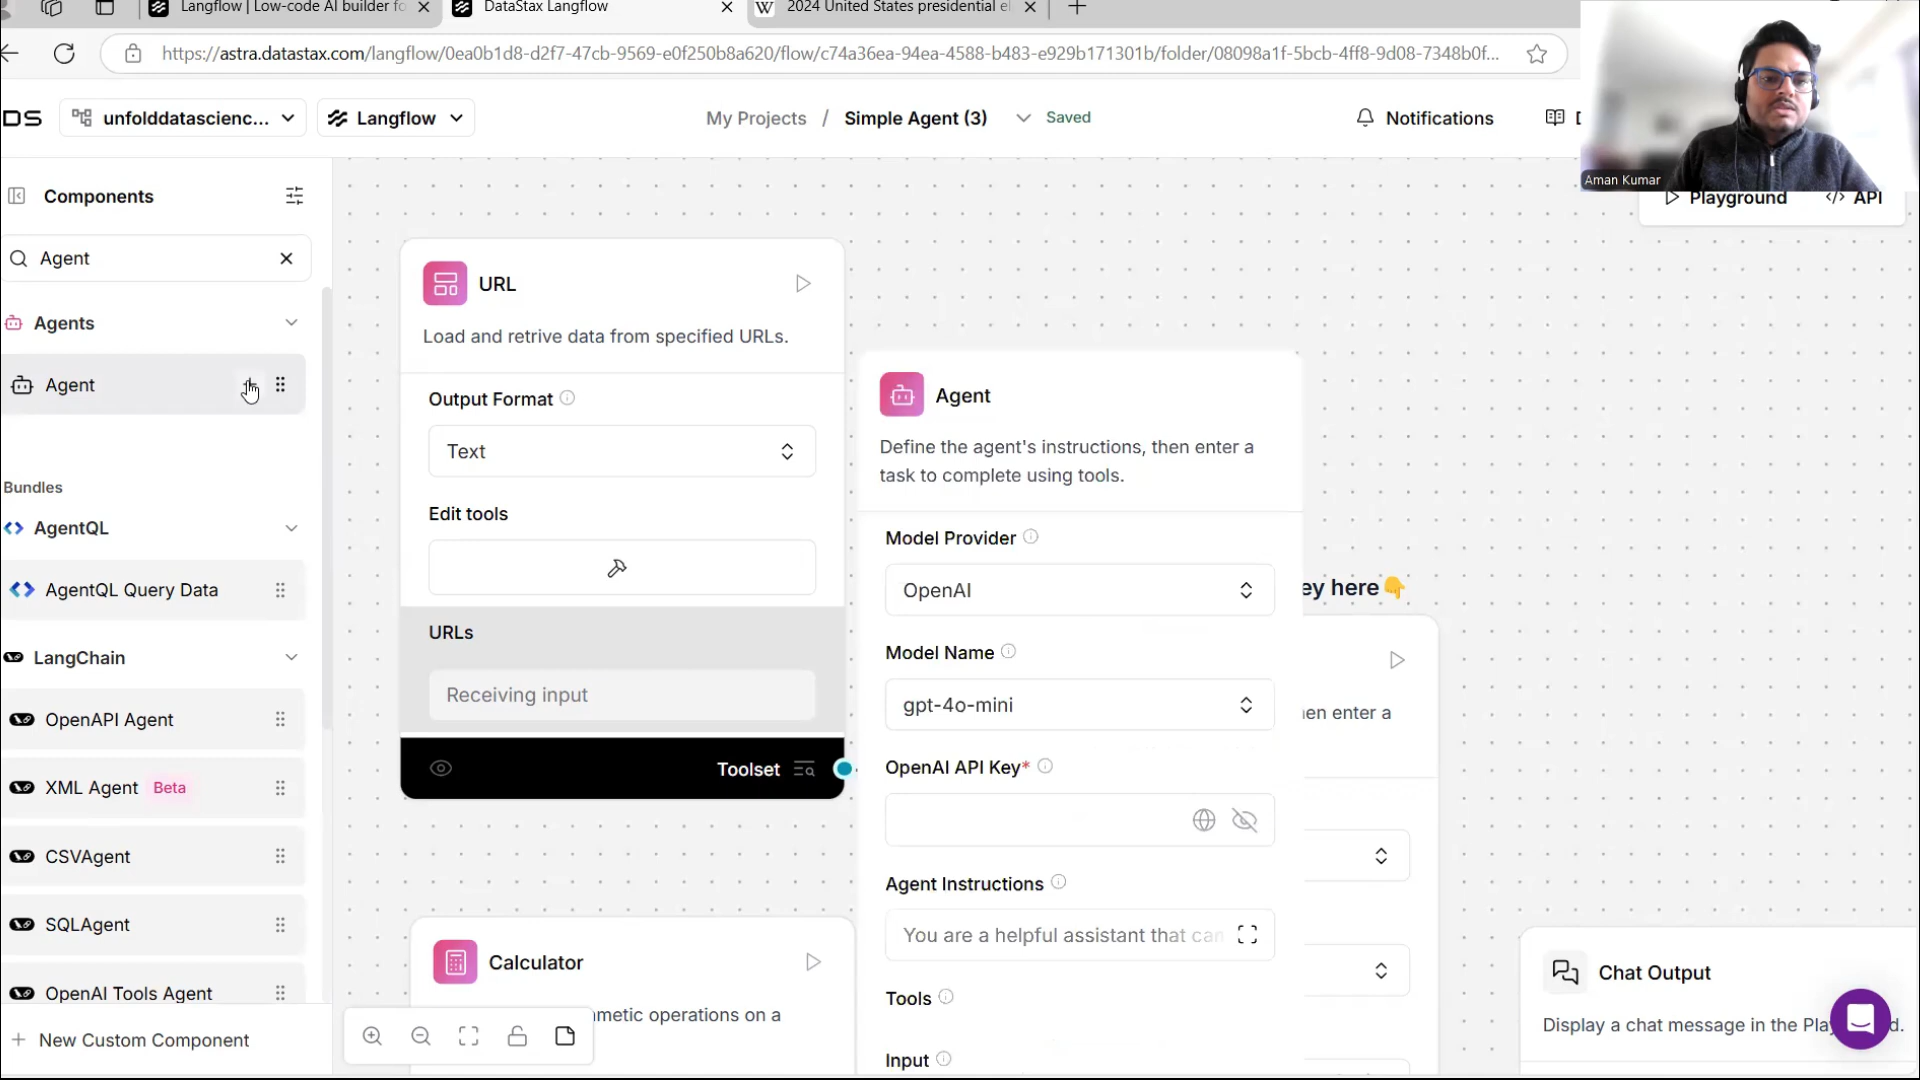 Langflow | Low-code AI builder fo
DataStax Langflow
2024 United States presidential el
https://astra.datastax.com/langflow/0ea0b1d8-d2f7-47cb-9569-e0f250b8a620/flow/c74a36ea-94ea-4588-b483-e929b171301b/folder/08098a1f-5bcb-4ff8-9d08-7348b0f...
DS
unfolddatascienc...
Langflow
My Projects / Simple Agent (3)
Saved
Notifications
D
Aman Kumar
Playground
</> API
Components
Agent
Agents
Agent
Bundles
AgentQL
AgentQL Query Data
LangChain
OpenAPI Agent
XML Agent Beta
CSVAgent
SQLAgent
OpenAI Tools Agent
+ New Custom Component
URL
Load and retrive data from specified URLs.
Output Format
Text
Edit tools
URLs
Receiving input
Toolset
Calculator
metic operations on a
Agent
Define the agent's instructions, then enter a
task to complete using tools.
Model Provider
OpenAI
Model Name
gpt-4o-mini
OpenAI API Key*
Agent Instructions
You are a helpful assistant that can
Tools
Input
ey here👇
en enter a
Chat Output
Display a chat message in the Pla
d.